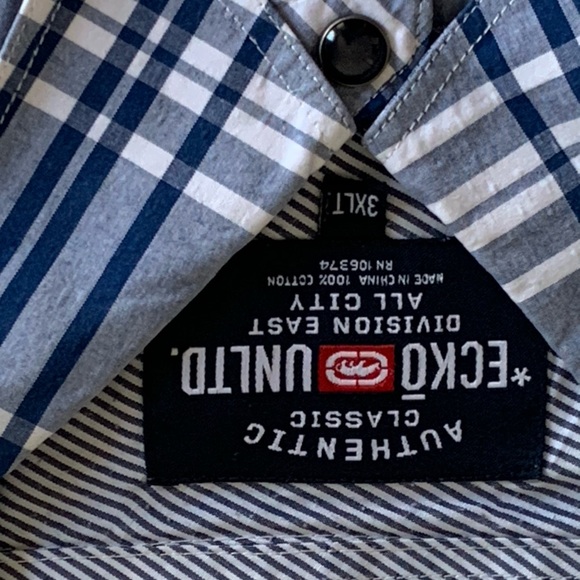 AUTHENTIC
CLASSIC
*ECKŌ UNLTD.
DIVISION EAST
ALL CITY
MADE IN CHINA 100% COTTON
RN 106374
3XLT